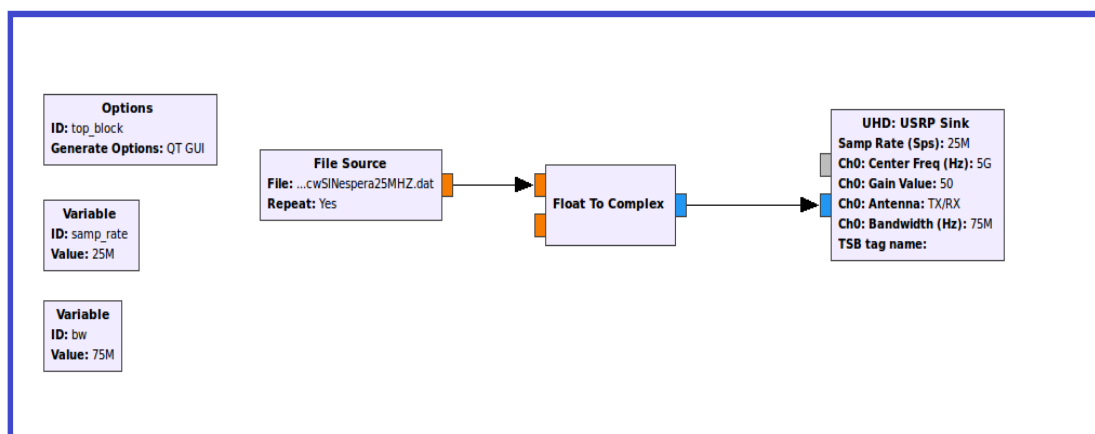 Options
ID: top_block
Generate Options: QT GUI
Variable
ID: samp_rate
Value: 25M
Variable
ID: bw
Value: 75M
File Source
File: ...cwSINespera25MHZ.dat
Repeat: Yes
Float To Complex
UHD: USRP Sink
Samp Rate (Sps): 25M
Ch0: Center Freq (Hz): 5G
Ch0: Gain Value: 50
Ch0: Antenna: TX/RX
Ch0: Bandwidth (Hz): 75M
TSB tag name: